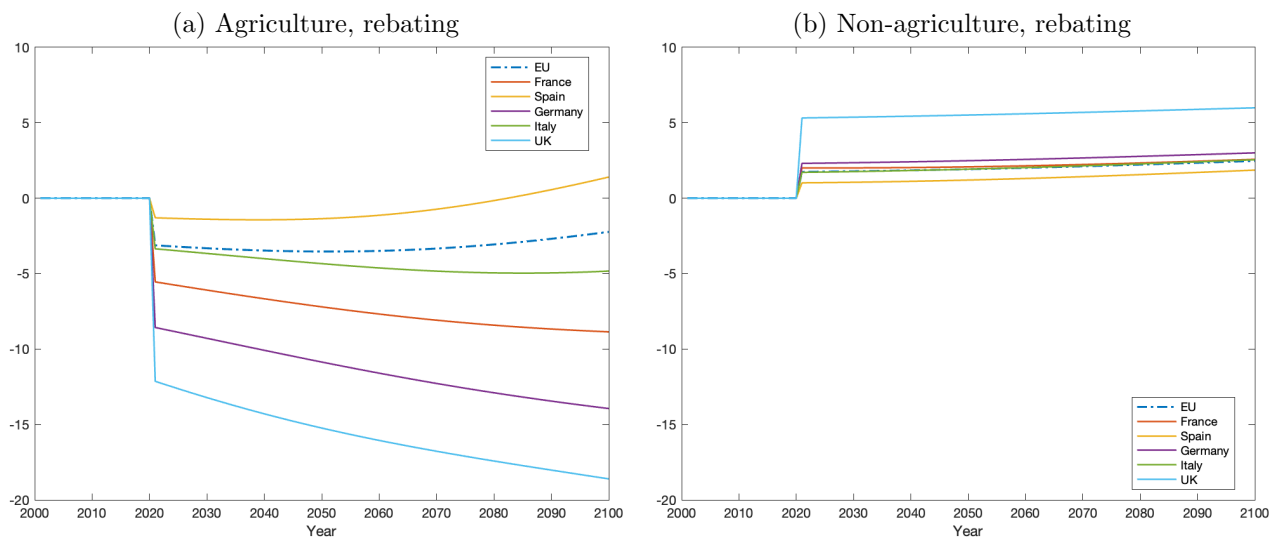 (a) Agriculture, rebating
10
5
0
-5
-10
-15
-20
2000 2010 2020 2030 2040 2050 2060 2070 2080 2090 2100
Year
EU
France
Spain
Germany
Italy
UK
(b) Non-agriculture, rebating
10
5
0
-5
-10
-15
-20
2000 2010 2020 2030 2040 2050 2060 2070 2080 2090 2100
Year
EU
France
Spain
Germany
Italy
UK